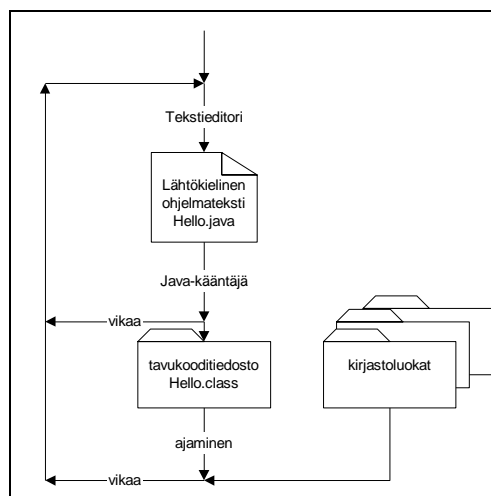 Tekstieditori
Lähtökielinen
ohjelmateksti
Hello.java
Java-kääntäjä
vikaa
tavukooditiedosto
Hello.class
kirjastoluokat
ajaminen
vikaa